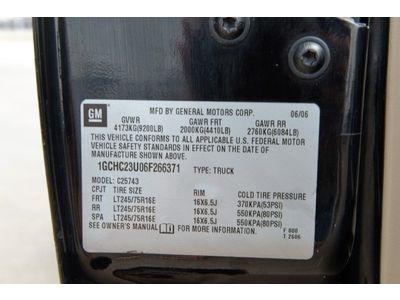 GM
MFD BY GENERAL MOTORS CORP. 06/06
GVWR GAWR FRT GAWR RR
4173KG(9200LB) 2000KG(4410LB) 2760KG(6084LB)
THIS VEHICLE CONFORMS TO ALL APPLICABLE U.S. FEDERAL MOTOR
VEHICLE SAFETY STANDARDS IN EFFECT ON THE DATE OF
MANUFACTURE SHOWN ABOVE.
1GCHC23U06F266371 TYPE: TRUCK
MODEL: C25743
CPJT TIRE SIZE RIM COLD TIRE PRESSURE
FRT LT245/75R16E 16X6.5J 370KPA(53PSI)
RR LT245/75R16E 16X6.5J 550KPA(80PSI)
SPA LT245/75R16E 16X6.5J 550KPA(80PSI)
SEE OWNER'S MANUAL FOR MORE INFORMATION.
T 2606